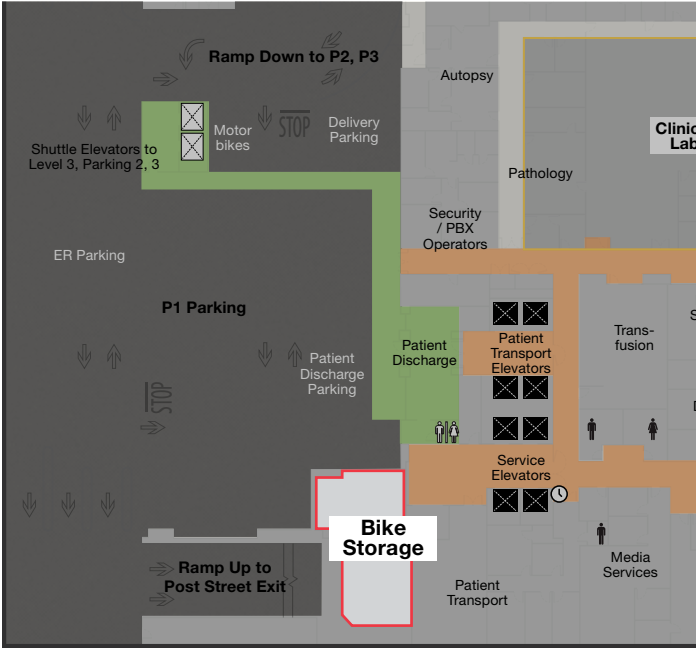 Ramp Down to P2, P3
Autopsy
STOP
Delivery
Parking
Motor
bikes
Clinic
Lab
Shuttle Elevators to
Level 3, Parking 2, 3
Pathology
Security
/ PBX
Operators
ER Parking
P1 Parking
Patient
Discharge
Patient
Transport
Elevators
Trans-
fusion
S
Patient
Discharge
Parking
STOP
D
Service
Elevators
Bike
Storage
Media
Services
Ramp Up to
Post Street Exit
Patient
Transport